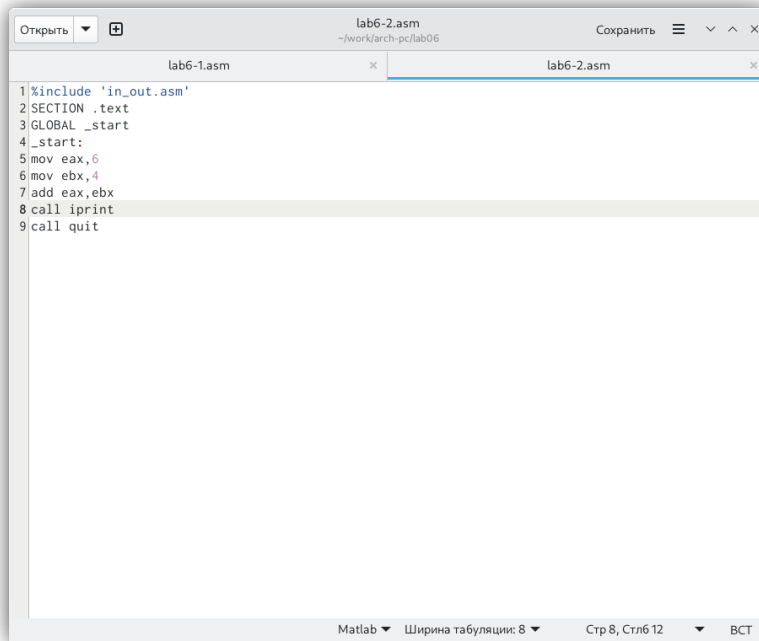 Открыть
lab6-2.asm
~/work/arch-pc/lab06
Сохранить
lab6-1.asm
lab6-2.asm
1 %include 'in_out.asm'
2 SECTION .text
3 GLOBAL _start
4 _start:
5 mov eax,6
6 mov ebx,4
7 add eax,ebx
8 call iprint
9 call quit
Matlab Ширина табуляции: 8 Стр 8, Стлб 12 ВСТ